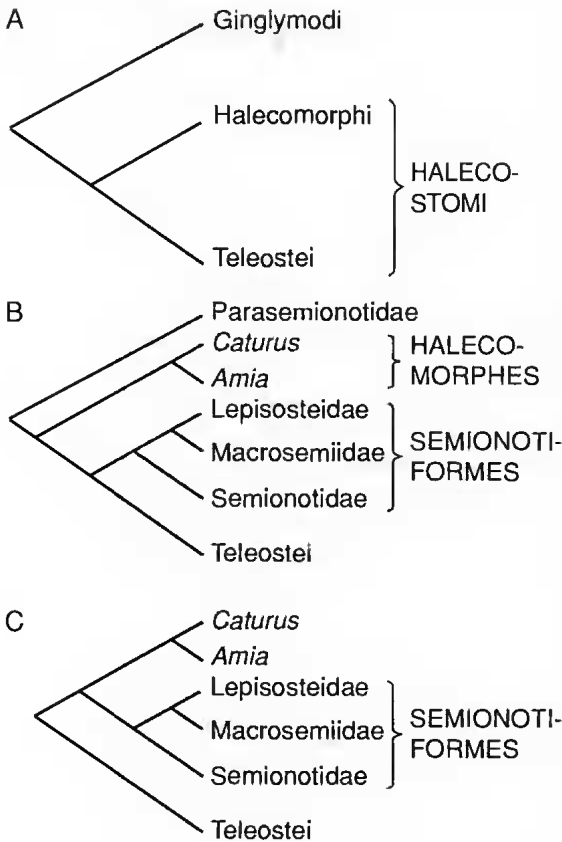 A
Ginglymodi
Halecomorphi
HALECO-
STOMI
Teleostei
B
Parasemionotidae
Caturus
HALECO-
MORPHES
Amia
Lepisosteidae
Macrosemiidae
SEMIONOTI-
FORMES
Semionotidae
Teleostei
C
Caturus
Amia
Lepisosteidae
Macrosemiidae
SEMIONOTI-
FORMES
Semionotidae
Teleostei